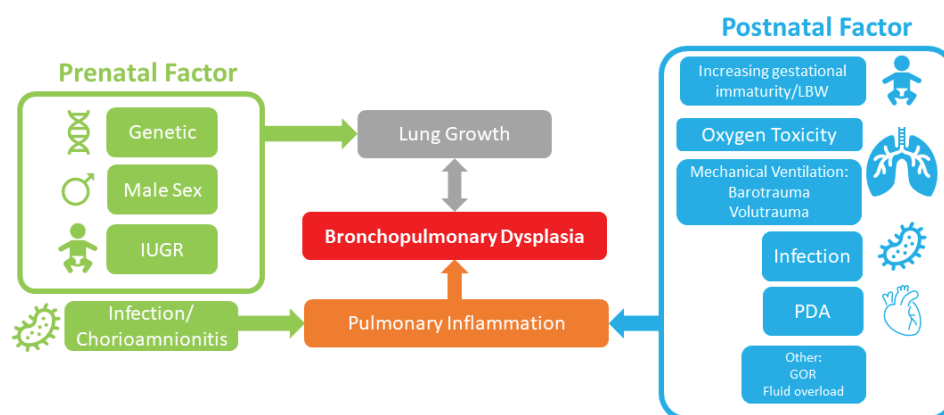 Prenatal Factor
Genetic
Male Sex
IUGR
Infection/
Chorioamnionitis
Lung Growth
Bronchopulmonary Dysplasia
Pulmonary Inflammation
Postnatal Factor
Increasing gestational
immaturity/LBW
Oxygen Toxicity
Mechanical Ventilation:
Barotrauma
Volutrauma
Infection
PDA
Other:
GOR
Fluid overload